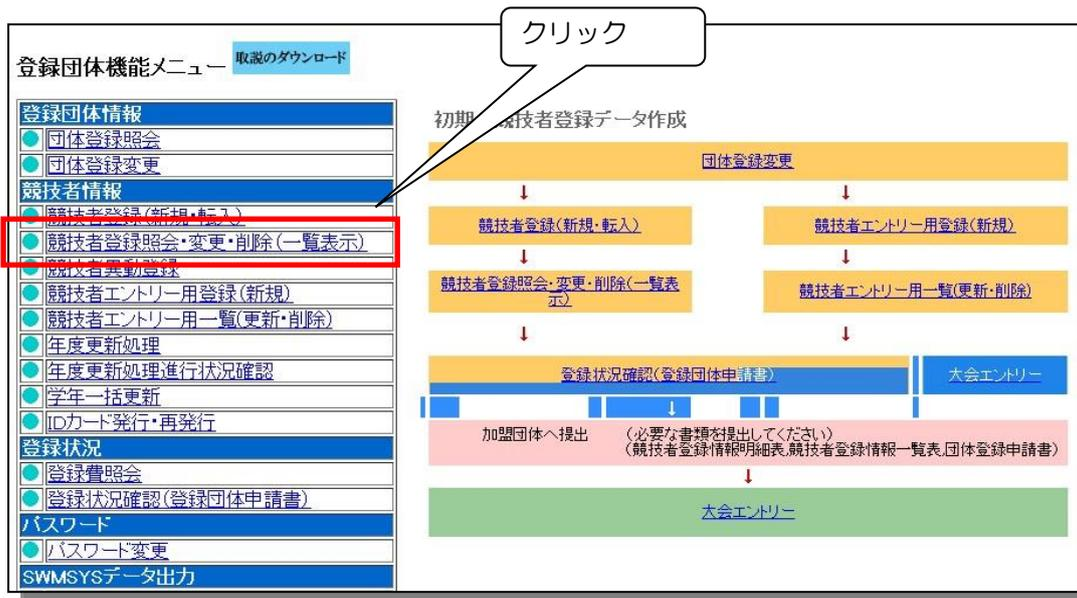 クリック
登録団体機能メニュー
取説のダウンロード
登録団体情報
団体登録照会
団体登録変更
競技者情報
競技者登録(新規・転入)
競技者登録照会・変更・削除(一覧表示)
競技者異動登録
競技者エントリー用登録(新規)
競技者エントリー用一覧(更新・削除)
年度更新処理
年度更新処理進行状況確認
学年一括更新
IDカード発行・再発行
登録状況
登録費照会
登録状況確認(登録団体申請書)
パスワード
パスワード変更
SWMSYSデータ出力
初期 競技者登録データ作成
団体登録変更
↓ ↓
競技者登録(新規・転入) 競技者エントリー用登録(新規)
↓ ↓
競技者登録照会・変更・削除(一覧表
示) 競技者エントリー用一覧(更新・削除)
↓ ↓
登録状況確認(登録団体申請書) 大会エントリー
↓
加盟団体へ提出 (必要な書類を提出してください)
(競技者登録情報明細表,競技者登録情報一覧表,団体登録申請書)
↓
大会エントリー